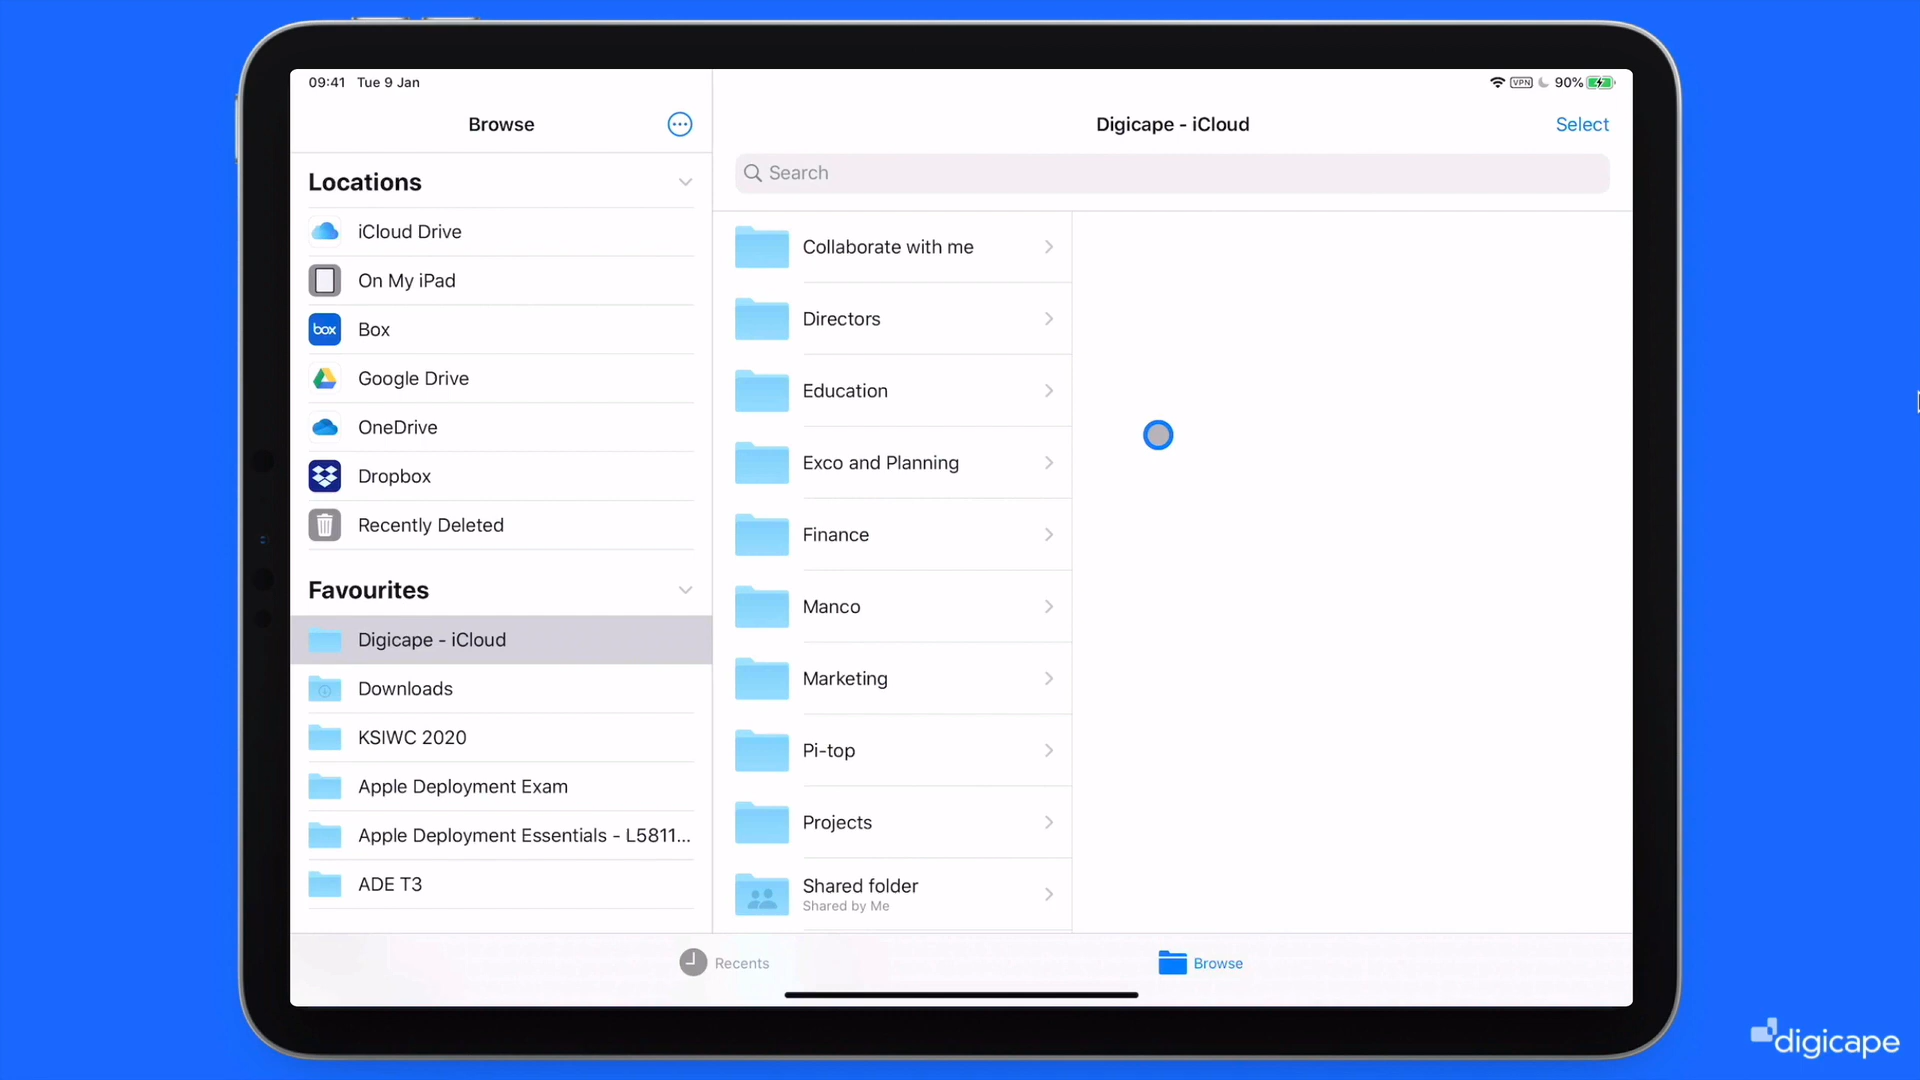 09:41 Tue 9 Jan
VPN 90%
Browse
Digicape - iCloud
Select
Search
Locations
iCloud Drive
On My iPad
box Box
Google Drive
OneDrive
Dropbox
Recently Deleted
Favourites
Digicape - iCloud
Downloads
KSIWC 2020
Apple Deployment Exam
Apple Deployment Essentials - L5811...
ADE T3
Collaborate with me
Directors
Education
Exco and Planning
Finance
Manco
Marketing
Pi-top
Projects
Shared folder
Shared by Me
Recents
Browse
digicape